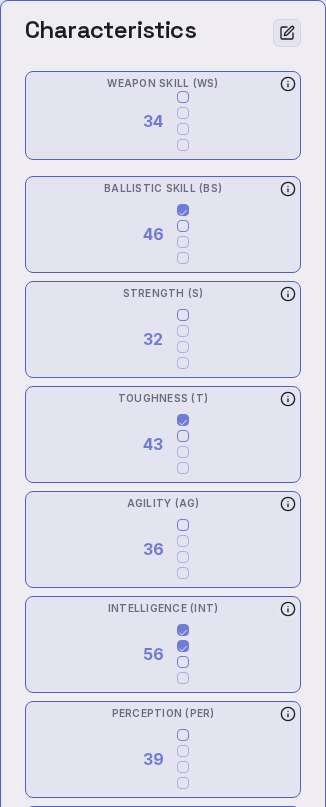 Characteristics
WEAPON SKILL (WS)
34
BALLISTIC SKILL (BS)
46
STRENGTH (S)
32
TOUGHNESS (T)
43
AGILITY (AG)
36
INTELLIGENCE (INT)
56
PERCEPTION (PER)
39